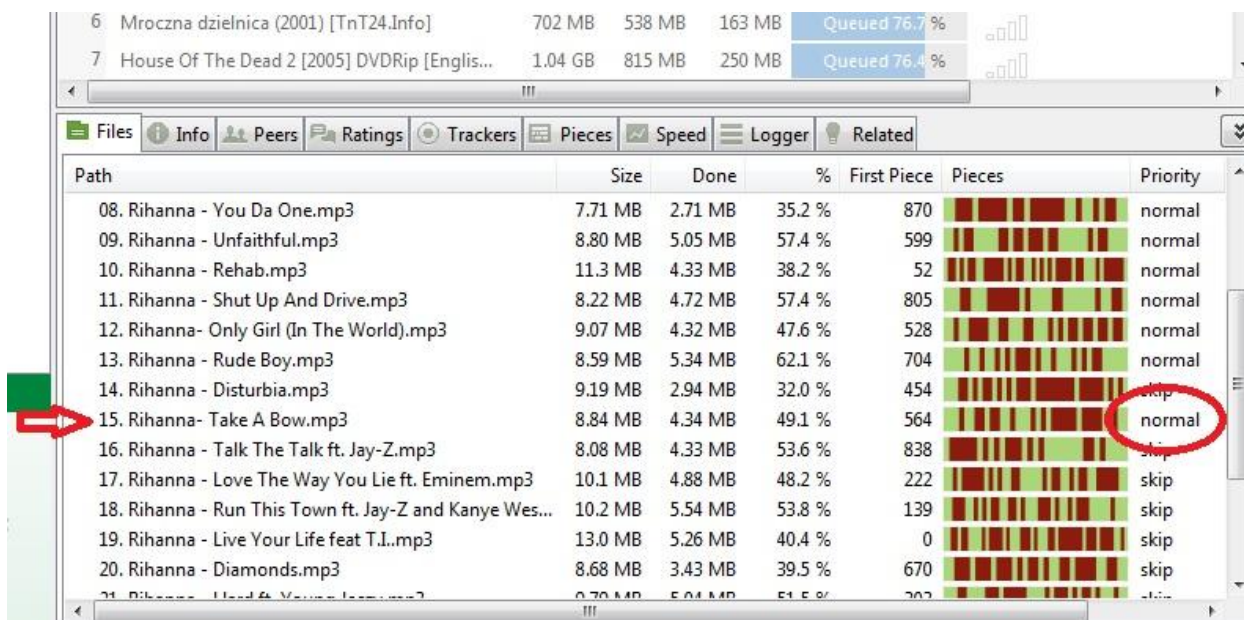 6 Mroczna dzielnica (2001) [TnT24.Info] 702 MB 538 MB 163 MB Queued 76.7 %
7 House Of The Dead 2 [2005] DVDRip [Englis... 1.04 GB 815 MB 250 MB Queued 76.4 %
Files Info Peers Ratings Trackers Pieces Speed Logger Related
Path Size Done % First Piece Pieces Priority
08. Rihanna - You Da One.mp3 7.71 MB 2.71 MB 35.2 % 870 normal
09. Rihanna - Unfaithful.mp3 8.80 MB 5.05 MB 57.4 % 599 normal
10. Rihanna - Rehab.mp3 11.3 MB 4.33 MB 38.2 % 52 normal
11. Rihanna - Shut Up And Drive.mp3 8.22 MB 4.72 MB 57.4 % 805 normal
12. Rihanna- Only Girl (In The World).mp3 9.07 MB 4.32 MB 47.6 % 528 normal
13. Rihanna - Rude Boy.mp3 8.59 MB 5.34 MB 62.1 % 704 normal
14. Rihanna - Disturbia.mp3 9.19 MB 2.94 MB 32.0 % 454 skip
15. Rihanna- Take A Bow.mp3 8.84 MB 4.34 MB 49.1 % 564 normal
16. Rihanna - Talk The Talk ft. Jay-Z.mp3 8.08 MB 4.33 MB 53.6 % 838 skip
17. Rihanna - Love The Way You Lie ft. Eminem.mp3 10.1 MB 4.88 MB 48.2 % 222 skip
18. Rihanna - Run This Town ft. Jay-Z and Kanye Wes... 10.2 MB 5.54 MB 53.8 % 139 skip
19. Rihanna - Live Your Life feat T.I..mp3 13.0 MB 5.26 MB 40.4 % 0 skip
20. Rihanna - Diamonds.mp3 8.68 MB 3.43 MB 39.5 % 670 skip